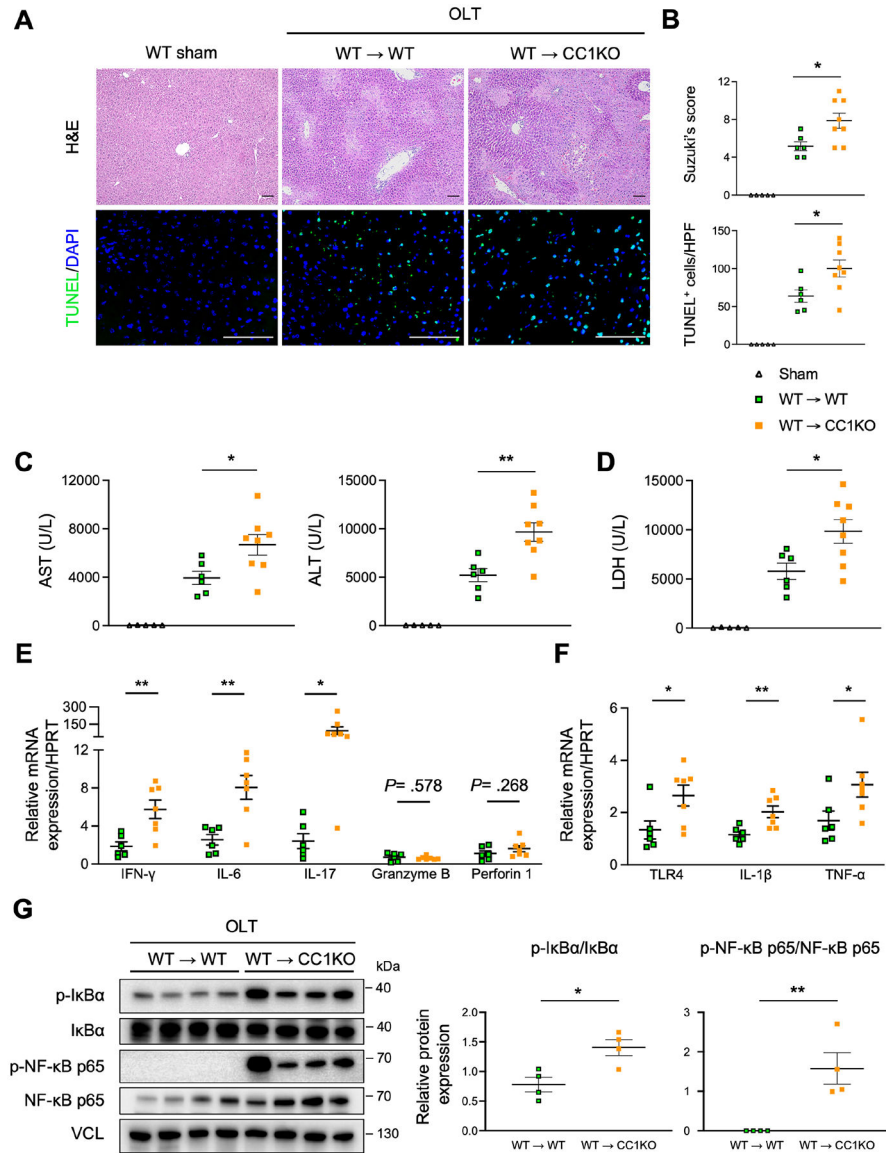 A
OLT
WT sham
WT → WT
WT → CC1KO
H&E
TUNEL/DAPI
B
*
Suzuki's score
12
8
4
0
*
TUNEL+ cells/HPF
150
100
50
0
Sham
WT → WT
WT → CC1KO
C
*
AST (U/L)
12000
8000
4000
0
**
ALT (U/L)
15000
10000
5000
0
D
*
LDH (U/L)
15000
10000
5000
0
E
Relative mRNA
expression/HPRT
300
150
12
8
4
0
**
**
*
P= .578
P= .268
IFN-γ
IL-6
IL-17
Granzyme B
Perforin 1
F
Relative mRNA
expression/HPRT
6
4
2
0
*
**
*
TLR4
IL-1β
TNF-α
G
OLT
WT → WT
WT → CC1KO
kDa
p-IκBα
40
IκBα
40
p-NF-κB p65
70
NF-κB p65
70
VCL
130
Relative protein
expression
p-IκBα/IκBα
*
2.0
1.5
1.0
0.5
0.0
WT → WT
WT → CC1KO
p-NF-κB p65/NF-κB p65
**
4
3
2
1
0
WT → WT
WT → CC1KO